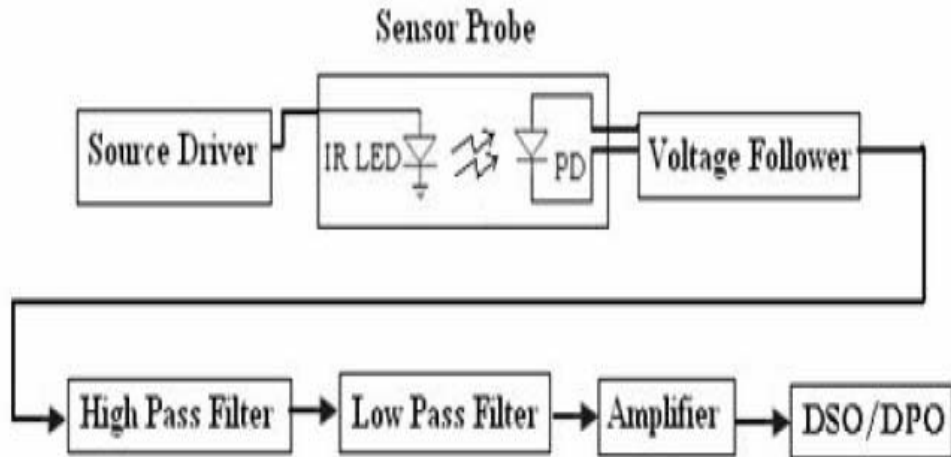 Sensor Probe
Source Driver
IR LED
PD
Voltage Follower
High Pass Filter
Low Pass Filter
Amplifier
DSO/DPO